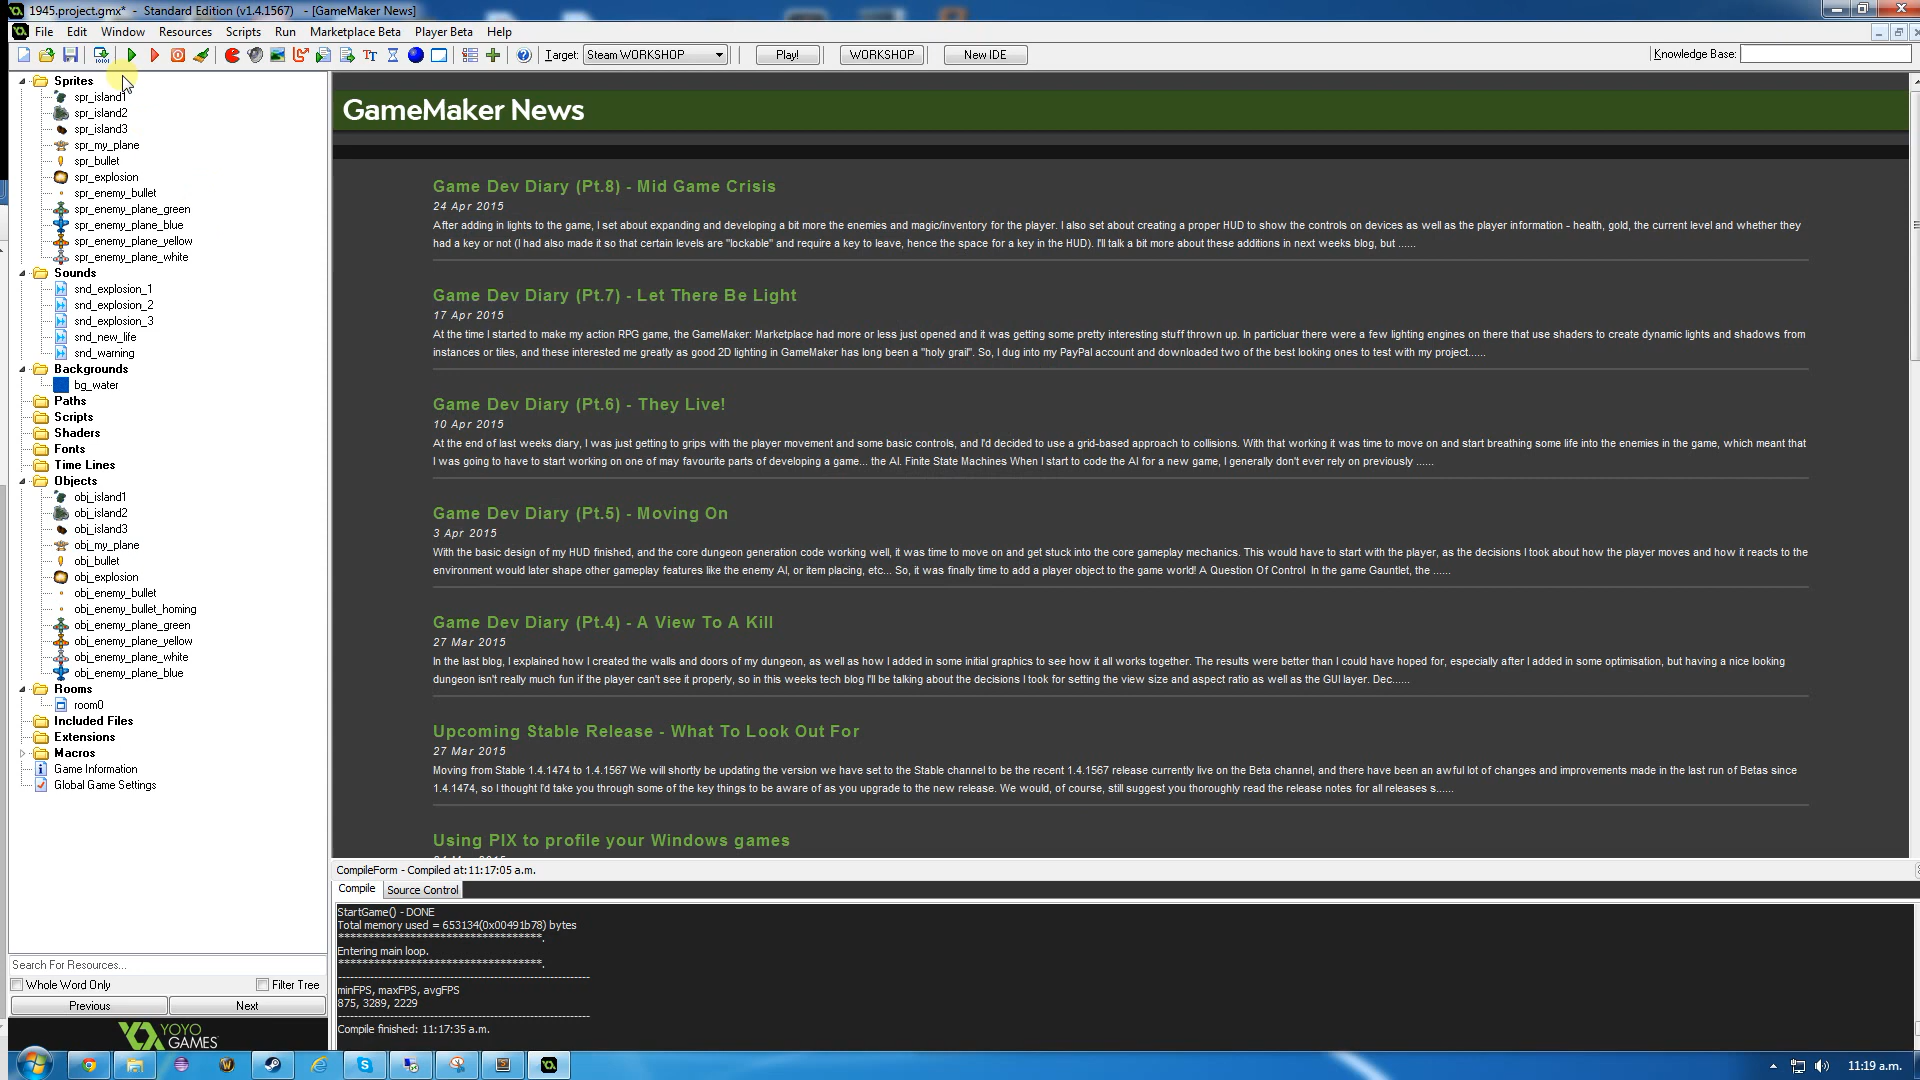 1945.project.gmx* - Standard Edition (v1.4.1567) - [GameMaker News]
File Edit Window Resources Scripts Run Marketplace Beta Player Beta Help
Target: Steam WORKSHOP Play! WORKSHOP New IDE Knowledge Base:
Sprites
spr_island1
spr_island2
spr_island3
spr_my_plane
spr_bullet
spr_explosion
spr_enemy_bullet
spr_enemy_plane_green
spr_enemy_plane_blue
spr_enemy_plane_yellow
spr_enemy_plane_white
Sounds
snd_explosion_1
snd_explosion_2
snd_explosion_3
snd_new_life
snd_warning
Backgrounds
bg_water
Paths
Scripts
Shaders
Fonts
Time Lines
Objects
obj_island1
obj_island2
obj_island3
obj_my_plane
obj_bullet
obj_explosion
obj_enemy_bullet
obj_enemy_bullet_homing
obj_enemy_plane_green
obj_enemy_plane_yellow
obj_enemy_plane_white
obj_enemy_plane_blue
Rooms
room0
Included Files
Extensions
Macros
Game Information
Global Game Settings
Search For Resources...
Whole Word Only Filter Tree
Previous Next
YOYO
GAMES
GameMaker News
Game Dev Diary (Pt.8) - Mid Game Crisis
24 Apr 2015
After adding in lights to the game, I set about expanding and developing a bit more the enemies and magic/inventory for the player. I also set about creating a proper HUD to show the controls on devices as well as the player information - health, gold, the current level and whether they
had a key or not (I had also made it so that certain levels are "lockable" and require a key to leave, hence the space for a key in the HUD). I'll talk a bit more about these additions in next weeks blog, but ......
Game Dev Diary (Pt.7) - Let There Be Light
17 Apr 2015
At the time I started to make my action RPG game, the GameMaker: Marketplace had more or less just opened and it was getting some pretty interesting stuff thrown up. In particluar there were a few lighting engines on there that use shaders to create dynamic lights and shadows from
instances or tiles, and these interested me greatly as good 2D lighting in GameMaker has long been a "holy grail". So, I dug into my PayPal account and downloaded two of the best looking ones to test with my project......
Game Dev Diary (Pt.6) - They Live!
10 Apr 2015
At the end of last weeks diary, I was just getting to grips with the player movement and some basic controls, and I'd decided to use a grid-based approach to collisions. With that working it was time to move on and start breathing some life into the enemies in the game, which meant that
I was going to have to start working on one of may favourite parts of developing a game... the AI. Finite State Machines When I start to code the AI for a new game, I generally don't ever rely on previously ......
Game Dev Diary (Pt.5) - Moving On
3 Apr 2015
With the basic design of my HUD finished, and the core dungeon generation code working well, it was time to move on and get stuck into the core gameplay mechanics. This would have to start with the player, as the decisions I took about how the player moves and how it reacts to the
environment would later shape other gameplay features like the enemy AI, or item placing, etc... So, it was finally time to add a player object to the game world! A Question Of Control In the game Gauntlet, the ......
Game Dev Diary (Pt.4) - A View To A Kill
27 Mar 2015
In the last blog, I explained how I created the walls and doors of my dungeon, as well as how I added in some initial graphics to see how it all works together. The results were better than I could have hoped for, especially after I added in some optimisation, but having a nice looking
dungeon isn't really much fun if the player can't see it properly, so in this weeks tech blog I'll be talking about the decisions I took for setting the view size and aspect ratio as well as the GUI layer. Dec......
Upcoming Stable Release - What To Look Out For
27 Mar 2015
Moving from Stable 1.4.1474 to 1.4.1567 We will shortly be updating the version we have set to the Stable channel to be the recent 1.4.1567 release currently live on the Beta channel, and there have been an awful lot of changes and improvements made in the last run of Betas since
1.4.1474, so I thought I'd take you through some of the key things to be aware of as you upgrade to the new release. We would, of course, still suggest you thoroughly read the release notes for all releases s......
Using PIX to profile your Windows games
CompileForm - Compiled at:11:17:05 a.m.
Compile Source Control
StartGame() - DONE
Total memory used = 653134(0x00491b78) bytes
**********************************.
Entering main loop.
**********************************.
minFPS, maxFPS, avgFPS
875, 3289, 2229
Compile finished: 11:17:35 a.m.
11:19 a.m.